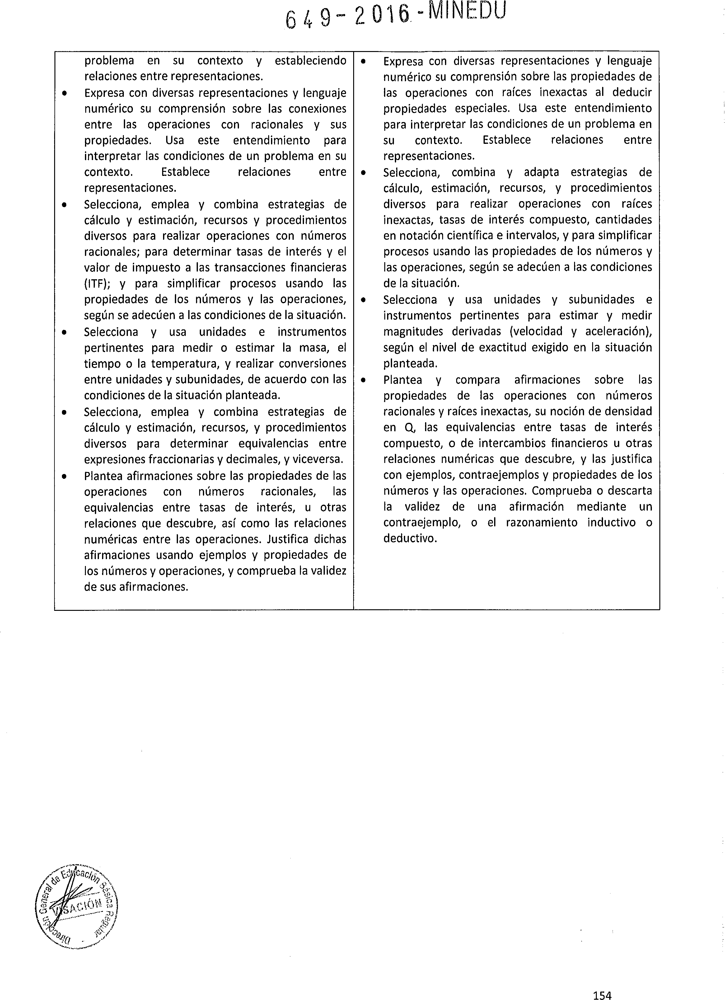 649-2016.-MINEDU
problema en su contexto y estableciendo
relaciones entre representaciones.
• Expresa con diversas representaciones y lenguaje
numérico su comprensión sobre las conexiones
entre las operaciones con racionales y sus
propiedades. Usa este entendimiento para
interpretar las condiciones de un problema en su
contexto. Establece relaciones entre
representaciones.
• Selecciona, emplea y combina estrategias de
cálculo y estimación, recursos y procedimientos
diversos para realizar operaciones con números
racionales; para determinar tasas de interés y el
valor de impuesto a las transacciones financieras
(ITF); y para simplificar procesos usando las
propiedades de los números y las operaciones,
según se adecúen a las condiciones de la situación.
• Selecciona y usa unidades e instrumentos
pertinentes para medir o estimar la masa, el
tiempo o la temperatura, y realizar conversiones
entre unidades y subunidades, de acuerdo con las
condiciones de la situación planteada.
• Selecciona, emplea y combina estrategias de
cálculo y estimación, recursos, y procedimientos
diversos para determinar equivalencias entre
expresiones fraccionarias y decimales, y viceversa.
• Plantea afirmaciones sobre las propiedades de las
operaciones con números racionales, las
equivalencias entre tasas de interés, u otras
relaciones que descubre, así como las relaciones
numéricas entre las operaciones. Justifica dichas
afirmaciones usando ejemplos y propiedades de
los números y operaciones, y comprueba la validez
de sus afirmaciones.
• Expresa con diversas representaciones y lenguaje
numérico su comprensión sobre las propiedades de
las operaciones con raíces inexactas al deducir
propiedades especiales. Usa este entendimiento
para interpretar las condiciones de un problema en
su contexto. Establece relaciones entre
representaciones.
• Selecciona, combina y adapta estrategias de
cálculo, estimación, recursos, y procedimientos
diversos para realizar operaciones con raíces
inexactas, tasas de interés compuesto, cantidades
en notación científica e intervalos, y para simplificar
procesos usando las propiedades de los números y
las operaciones, según se adecúen a las condiciones
de la situación.
• Selecciona y usa unidades y subunidades e
instrumentos pertinentes para estimar y medir
magnitudes derivadas (velocidad y aceleración),
según el nivel de exactitud exigido en la situación
planteada.
• Plantea y compara afirmaciones sobre las
propiedades de las operaciones con números
racionales y raíces inexactas, su noción de densidad
en Q, las equivalencias entre tasas de interés
compuesto, o de intercambios financieros u otras
relaciones numéricas que descubre, y las justifica
con ejemplos, contraejemplos y propiedades de los
números y las operaciones. Comprueba o descarta
la validez de una afirmación mediante un
contraejemplo, o el razonamiento inductivo o
deductivo.
Dirección General de Educación Básica Regular
VISACIÓN
154